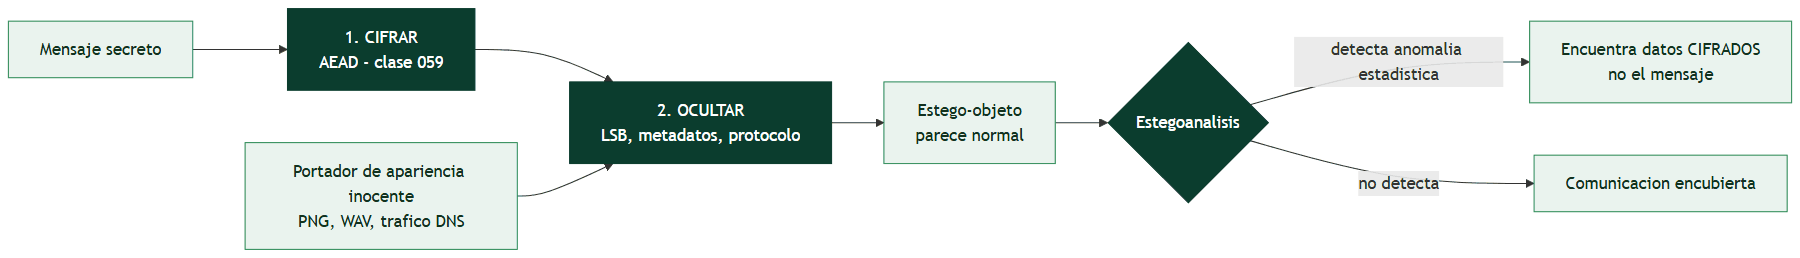 Mensaje secreto
1. CIFRAR
AEAD - clase 059
Portador de apariencia
inocente
PNG, WAV, trafico DNS
2. OCULTAR
LSB, metadatos, protocolo
Estego-objeto
parece normal
Estegoanalisis
detecta anomalia
estadistica
no detecta
Encuentra datos CIFRADOS
no el mensaje
Comunicacion encubierta